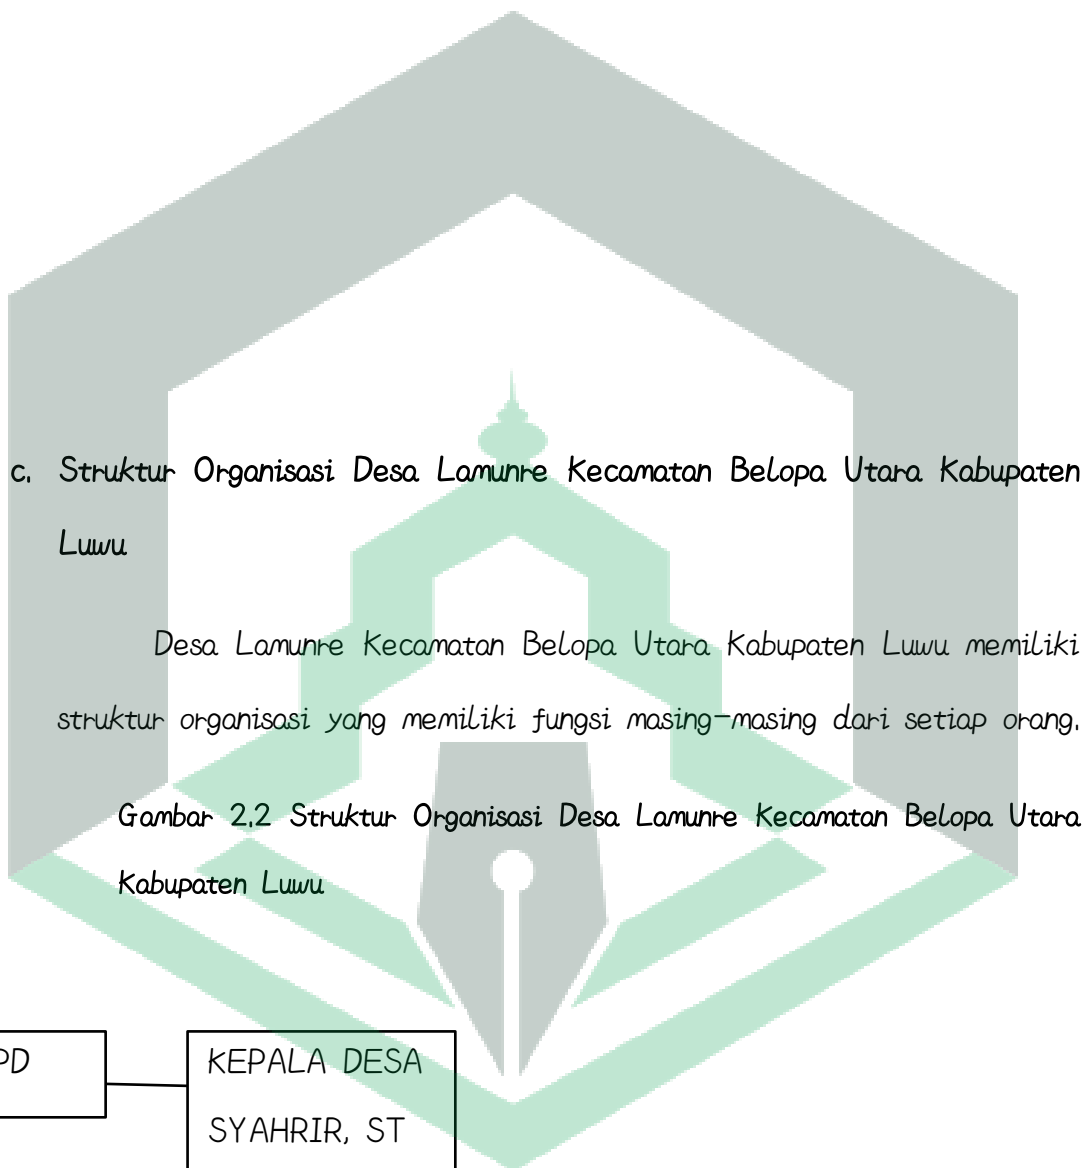 c. Struktur Organisasi Desa Lamunre Kecamatan Belopa Utara Kabupaten
Luwu
Desa Lamunre Kecamatan Belopa Utara Kabupaten Luwu memiliki
struktur organisasi yang memiliki fungsi masing-masing dari setiap orang.
Gambar 2.2 Struktur Organisasi Desa Lamunre Kecamatan Belopa Utara
Kabupaten Luwu
PD
KEPALA DESA
SYAHRIR, ST